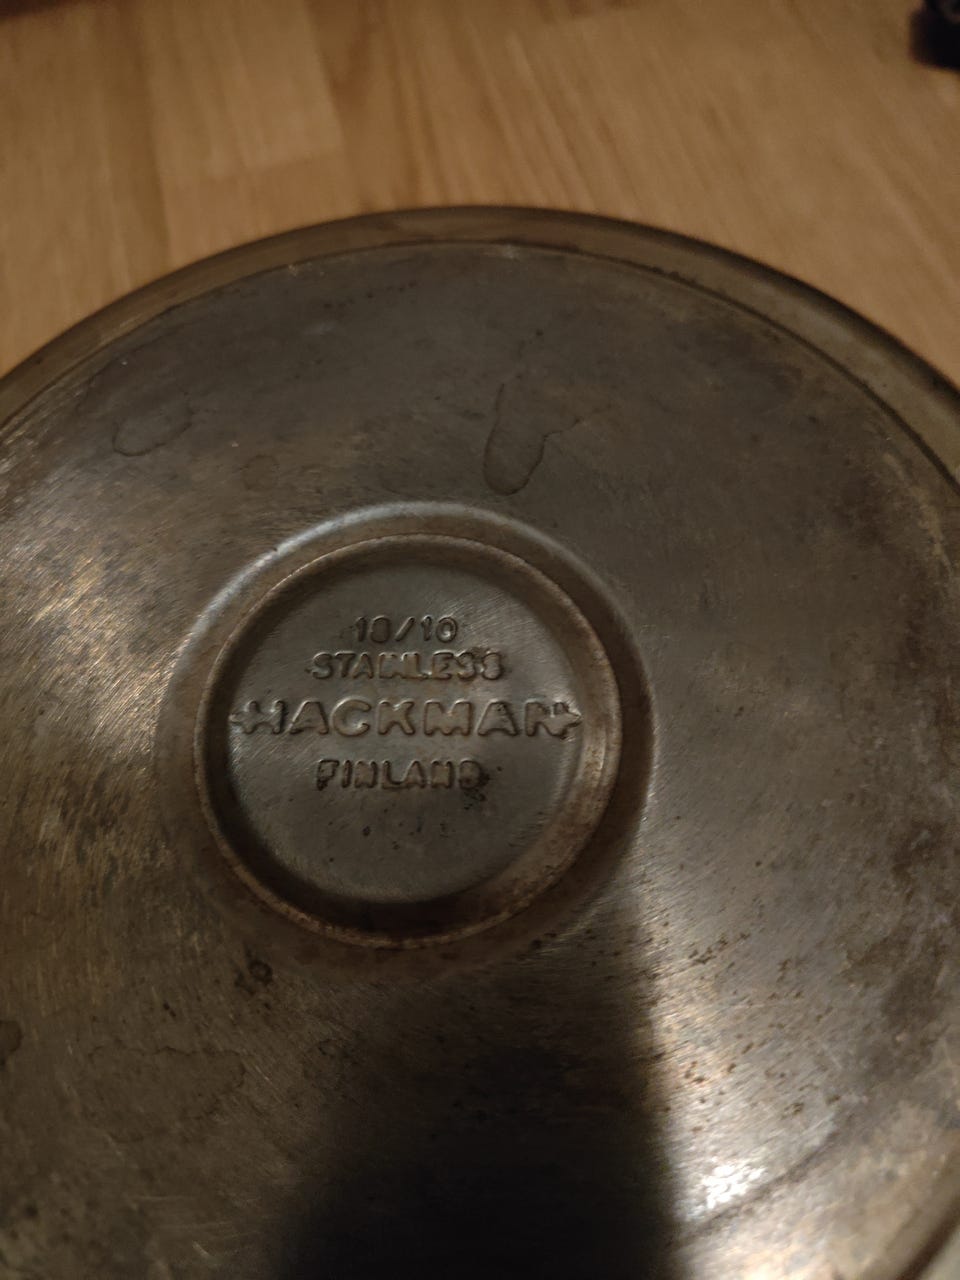 18/10
STAINLESS
HACKMAN
FINLAND